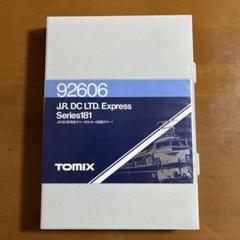 92606
J.R. DC LTD. Express
Series181
TOMIX